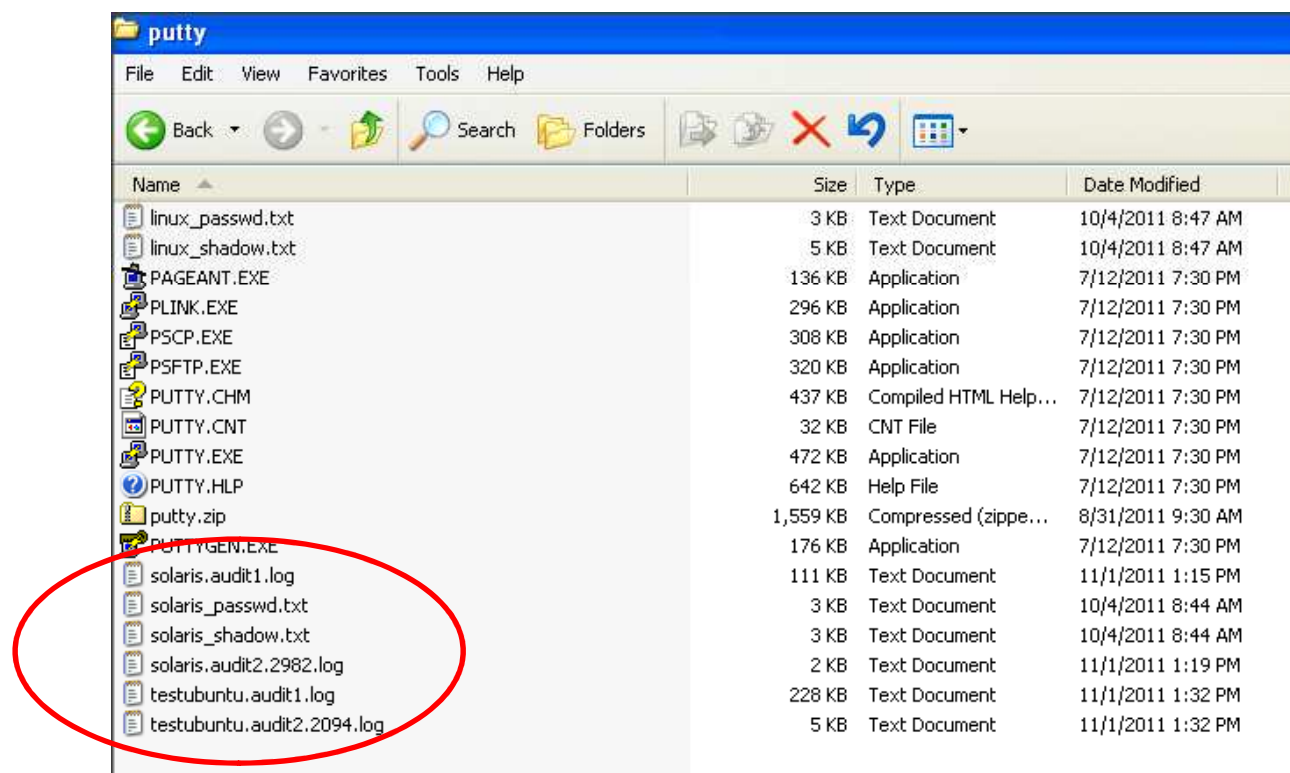 putty
File Edit View Favorites Tools Help
Back Search Folders
Name Size Type Date Modified
linux_passwd.txt 3 KB Text Document 10/4/2011 8:47 AM
linux_shadow.txt 5 KB Text Document 10/4/2011 8:47 AM
PAGEANT.EXE 136 KB Application 7/12/2011 7:30 PM
PLINK.EXE 296 KB Application 7/12/2011 7:30 PM
PSCP.EXE 308 KB Application 7/12/2011 7:30 PM
PSFTP.EXE 320 KB Application 7/12/2011 7:30 PM
PUTTY.CHM 437 KB Compiled HTML Help... 7/12/2011 7:30 PM
PUTTY.CNT 32 KB CNT File 7/12/2011 7:30 PM
PUTTY.EXE 472 KB Application 7/12/2011 7:30 PM
PUTTY.HLP 642 KB Help File 7/12/2011 7:30 PM
putty.zip 1,559 KB Compressed (zippe... 8/31/2011 9:30 AM
PUTTYGEN.EXE 176 KB Application 7/12/2011 7:30 PM
solaris.audit1.log 111 KB Text Document 11/1/2011 1:15 PM
solaris_passwd.txt 3 KB Text Document 10/4/2011 8:44 AM
solaris_shadow.txt 3 KB Text Document 10/4/2011 8:44 AM
solaris.audit2.2982.log 2 KB Text Document 11/1/2011 1:19 PM
testubuntu.audit1.log 228 KB Text Document 11/1/2011 1:32 PM
testubuntu.audit2.2094.log 5 KB Text Document 11/1/2011 1:32 PM